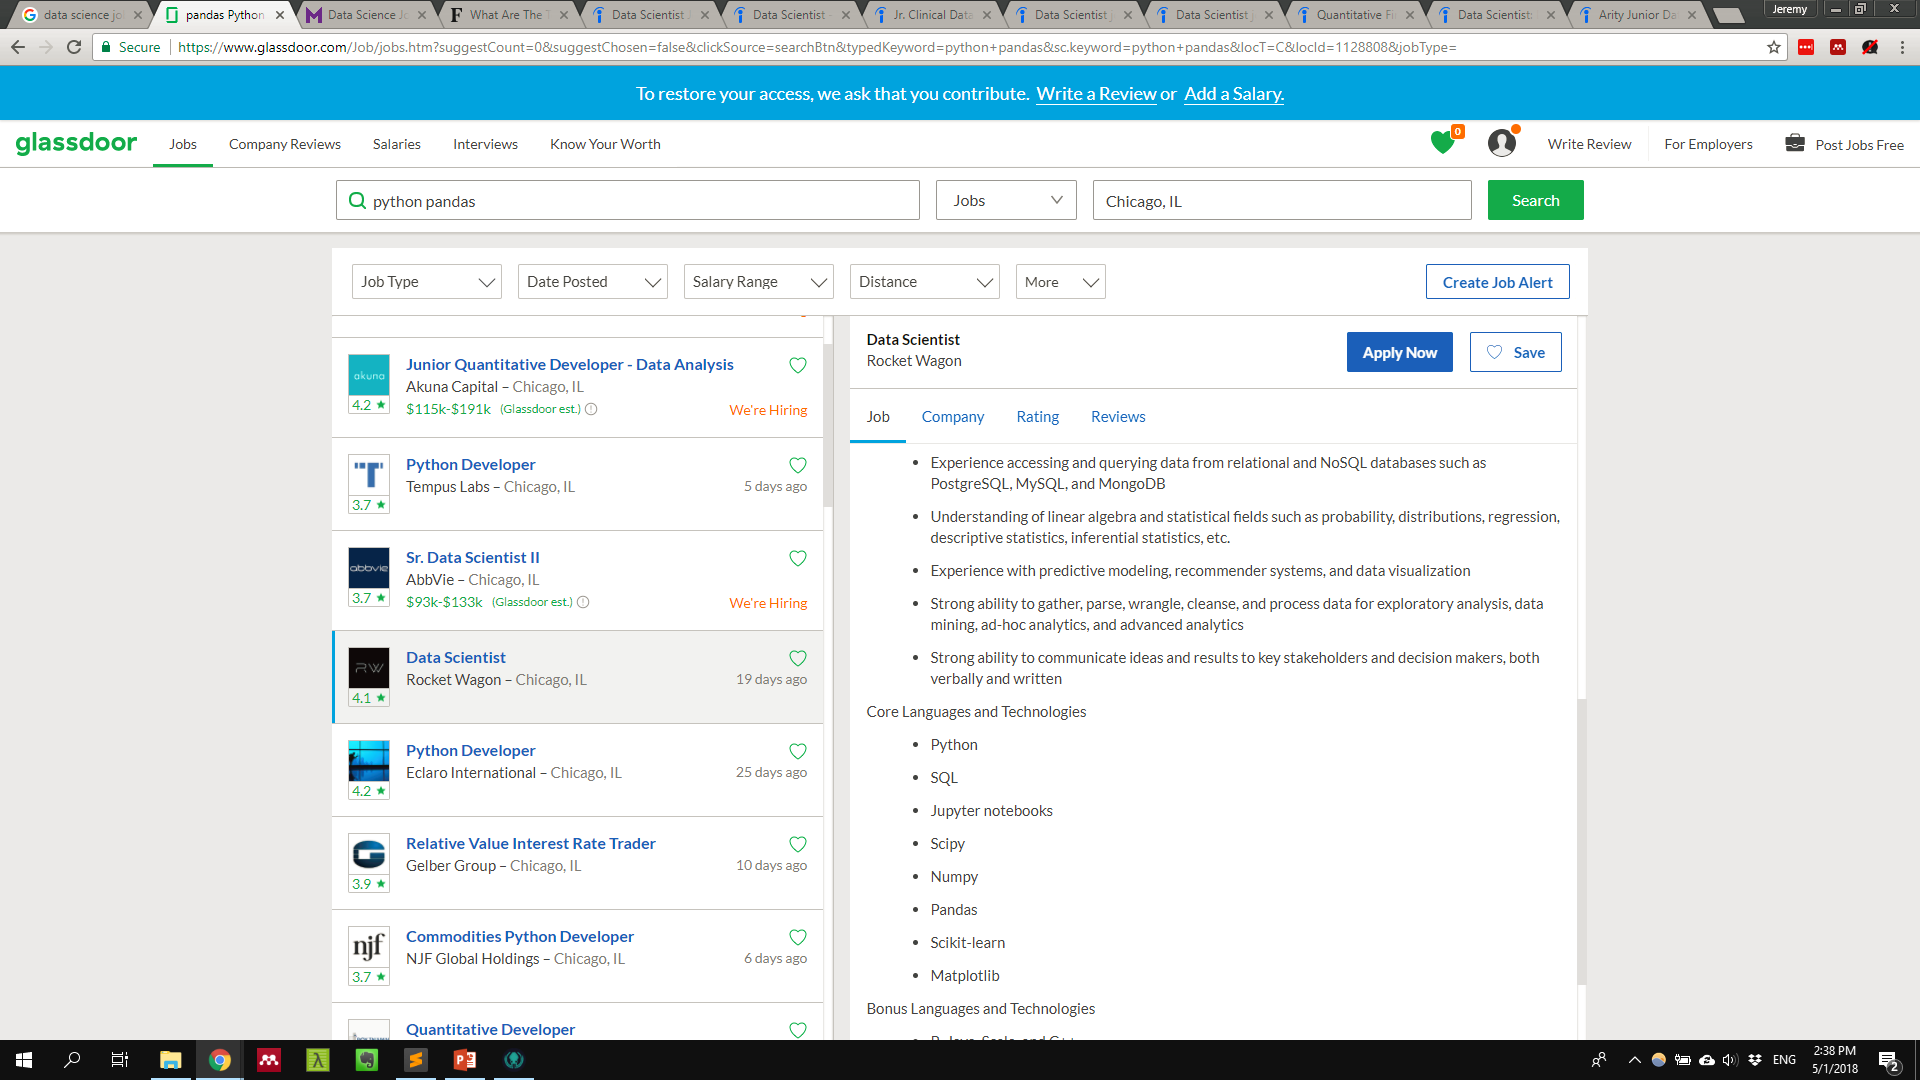 data science jo
pandas Python
Data Science Jo
What Are The T
Data Scientist J
Data Scientist -
Jr. Clinical Data
Data Scientist j
Data Scientist j
Quantitative Fi
Data Scientist:
Arity Junior Da
Jeremy
Secure
https://www.glassdoor.com/Job/jobs.htm?suggestCount=0&suggestChosen=false&clickSource=searchBtn&typedKeyword=python+pandas&sc.keyword=python+pandas&locT=C&locId=1128808&jobType=
To restore your access, we ask that you contribute. Write a Review or Add a Salary.
glassdoor
Jobs
Company Reviews
Salaries
Interviews
Know Your Worth
0
Write Review
For Employers
Post Jobs Free
python pandas
Jobs
Chicago, IL
Search
Job Type
Date Posted
Salary Range
Distance
More
Create Job Alert
akuna
4.2 ★
Junior Quantitative Developer - Data Analysis
Akuna Capital – Chicago, IL
$115k-$191k (Glassdoor est.)
We're Hiring
T
3.7 ★
Python Developer
Tempus Labs – Chicago, IL
5 days ago
abbvie
3.7 ★
Sr. Data Scientist II
AbbVie – Chicago, IL
$93k-$133k (Glassdoor est.)
We're Hiring
RW
4.1 ★
Data Scientist
Rocket Wagon – Chicago, IL
19 days ago
4.2 ★
Python Developer
Eclaro International – Chicago, IL
25 days ago
3.9 ★
Relative Value Interest Rate Trader
Gelber Group – Chicago, IL
10 days ago
njf
3.7 ★
Commodities Python Developer
NJF Global Holdings – Chicago, IL
6 days ago
Quantitative Developer
Data Scientist
Rocket Wagon
Apply Now
Save
Job
Company
Rating
Reviews
• Experience accessing and querying data from relational and NoSQL databases such as
PostgreSQL, MySQL, and MongoDB
• Understanding of linear algebra and statistical fields such as probability, distributions, regression,
descriptive statistics, inferential statistics, etc.
• Experience with predictive modeling, recommender systems, and data visualization
• Strong ability to gather, parse, wrangle, cleanse, and process data for exploratory analysis, data
mining, ad-hoc analytics, and advanced analytics
• Strong ability to communicate ideas and results to key stakeholders and decision makers, both
verbally and written
Core Languages and Technologies
• Python
• SQL
• Jupyter notebooks
• Scipy
• Numpy
• Pandas
• Scikit-learn
• Matplotlib
Bonus Languages and Technologies
• R, Java, Scala, and C++
ENG
2:38 PM
5/1/2018
2